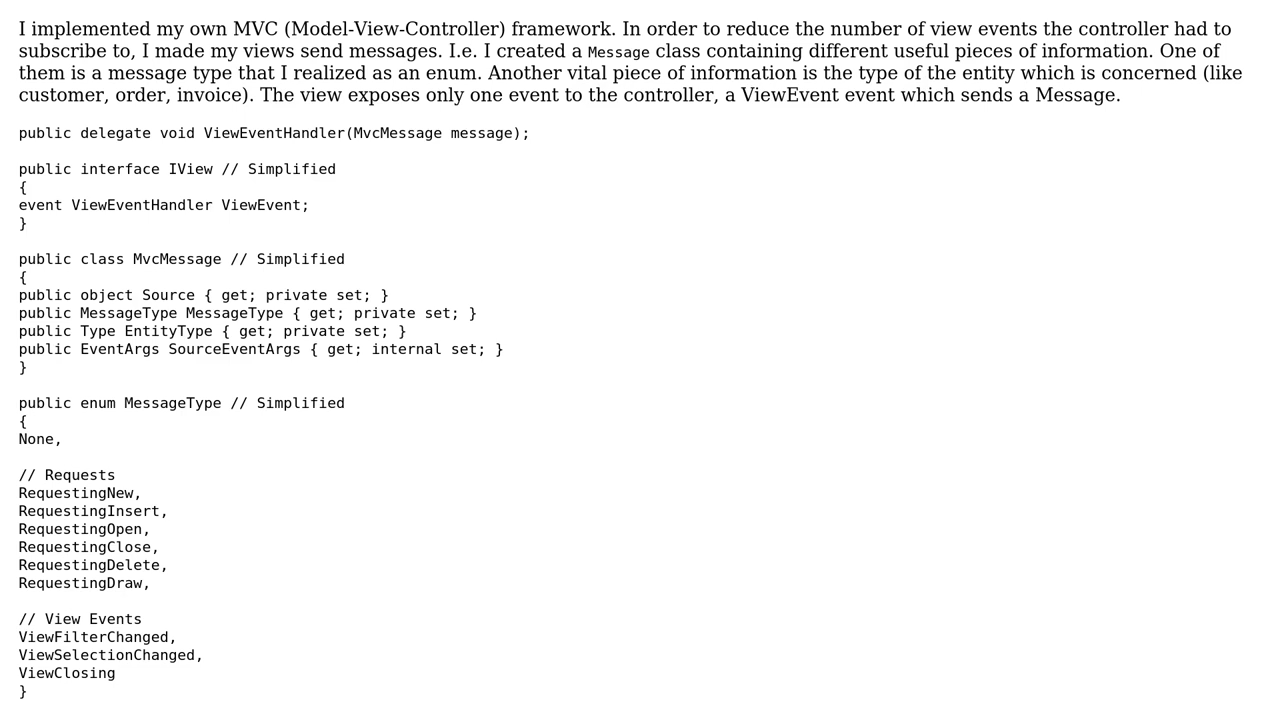 I implemented my own MVC (Model-View-Controller) framework. In order to reduce the number of view events the controller had to
subscribe to, I made my views send messages. I.e. I created a Message class containing different useful pieces of information. One of
them is a message type that I realized as an enum. Another vital piece of information is the type of the entity which is concerned (like
customer, order, invoice). The view exposes only one event to the controller, a ViewEvent event which sends a Message.
public delegate void ViewEventHandler(MvcMessage message);
public interface IView // Simplified
{
event ViewEventHandler ViewEvent;
}
public class MvcMessage // Simplified
{
public object Source { get; private set; }
public MessageType MessageType { get; private set; }
public Type EntityType { get; private set; }
public EventArgs SourceEventArgs { get; internal set; }
}
public enum MessageType // Simplified
{
None,
// Requests
RequestingNew,
RequestingInsert,
RequestingOpen,
RequestingClose,
RequestingDelete,
RequestingDraw,
// View Events
ViewFilterChanged,
ViewSelectionChanged,
ViewClosing
}